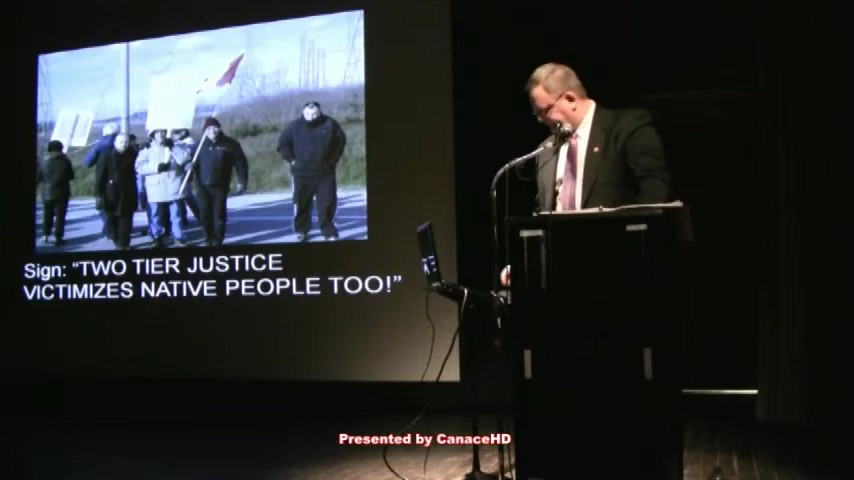 Sign: “TWO TIER JUSTICE
VICTIMIZES NATIVE PEOPLE TOO!”
Presented by CanaceHD